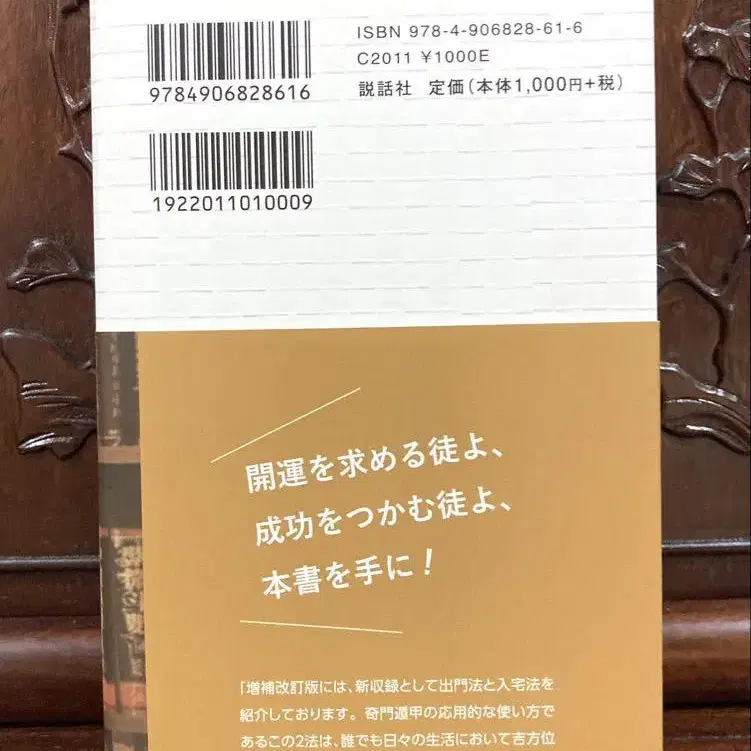 ISBN 978-4-906828-61-6
C2011 ¥1000E
説話社 定価(本体1,000円+税)
9784906828616
1922011010009
開運を求める徒よ、
成功をつかむ徒よ、
本書を手に!
「増補改訂版には、新収録として出門法と入宅法を
紹介しております。奇門遁甲の応用的な使い方で
あるこの2法は、誰でも日々の生活において吉方位